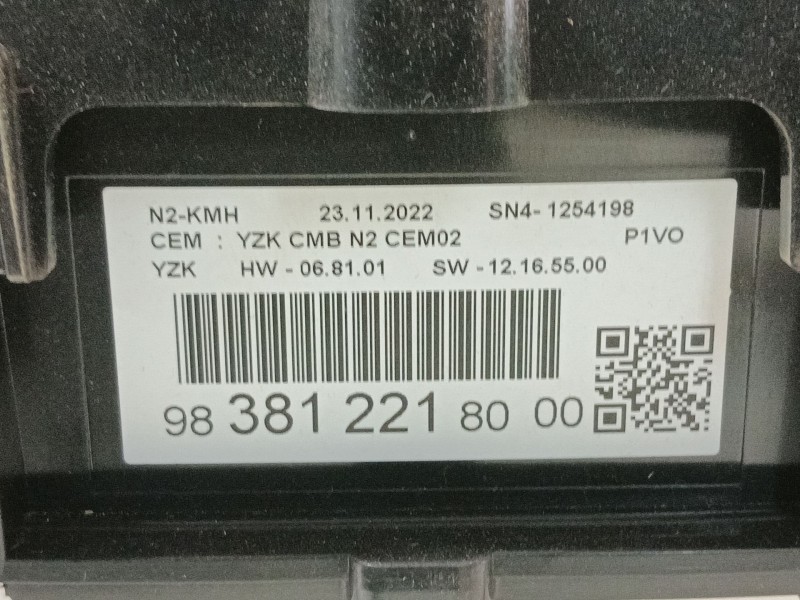 N2-KMH 23.11.2022 SN4- 1254198
CEM : YZK CMB N2 CEM02 P1VO
YZK HW - 06.81.01 SW - 12.16.55.00
98 381 221 80 00